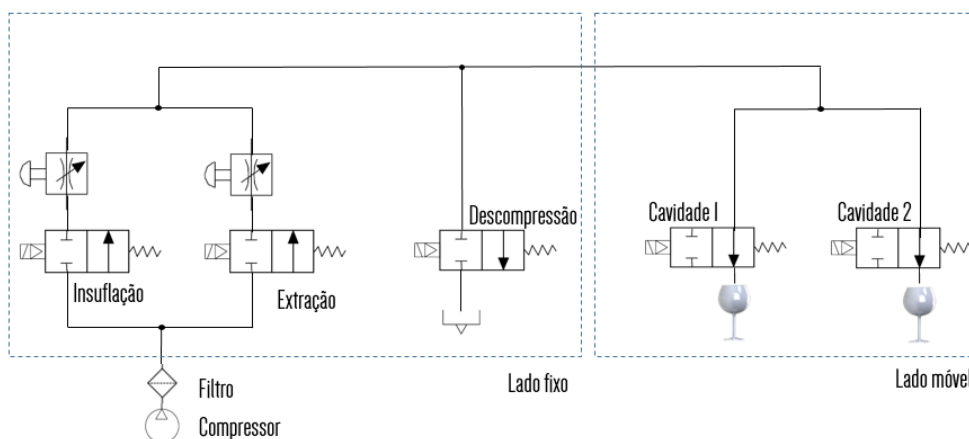 Descompressão
Cavidade 1
Cavidade 2
Insuflação
Extração
Filtro
Compressor
Lado fixo
Lado móvel